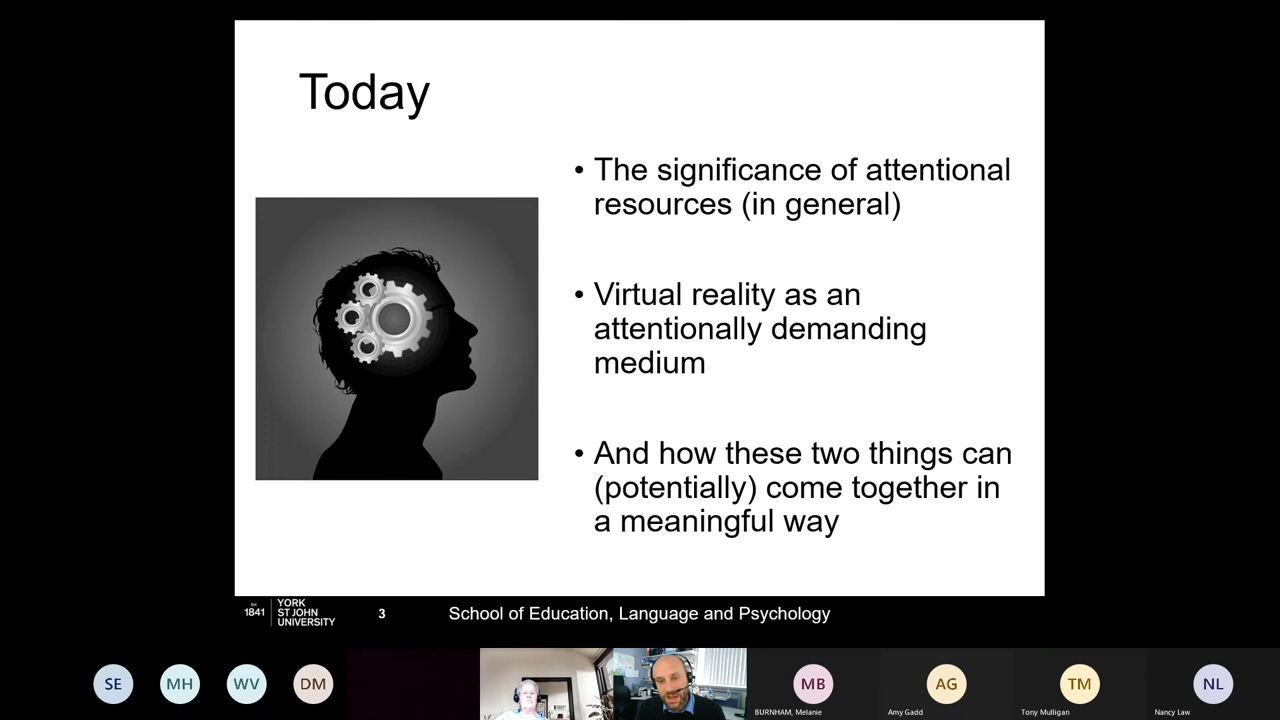 Today
• The significance of attentional
resources (in general)
• Virtual reality as an
attentionally demanding
medium
• And how these two things can
(potentially) come together in
a meaningful way
1841
YORK
ST JOHN
UNIVERSITY
3
School of Education, Language and Psychology
SE
MH
WV
DM
MB
AG
TM
NL
BURNHAM, Melanie
Amy Gadd
Tony Mulligan
Nancy Law